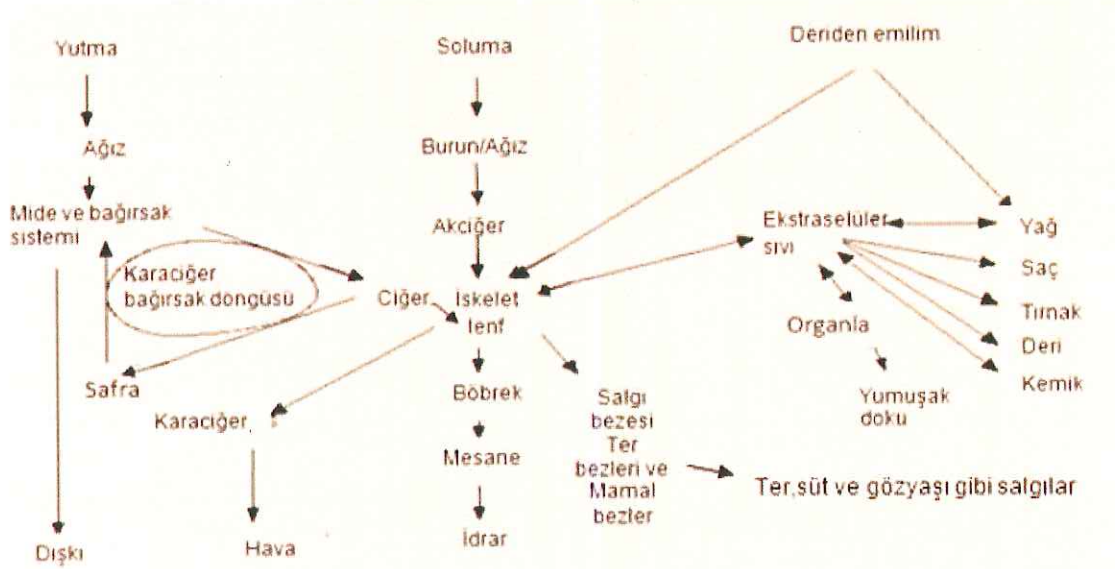 Yutma
Soluma
Deriden emilim
Ağız
Burun/Ağız
Mide ve bağırsak
sistemi
Akciğer
Ekstraselüler
sıvı
Yağ
Saç
Tırnak
Deri
Kemik
Karaciğer
bağırsak döngüsü
Ciğer
İskelet
lenf
Organla
Yumuşak
doku
Safra
Karaciğer
Böbrek
Mesane
İdrar
Salgı
bezesi
Ter
bezleri ve
Mamal
bezler
Ter,süt ve gözyaşı gibi salgılar
Dışkı
Hava